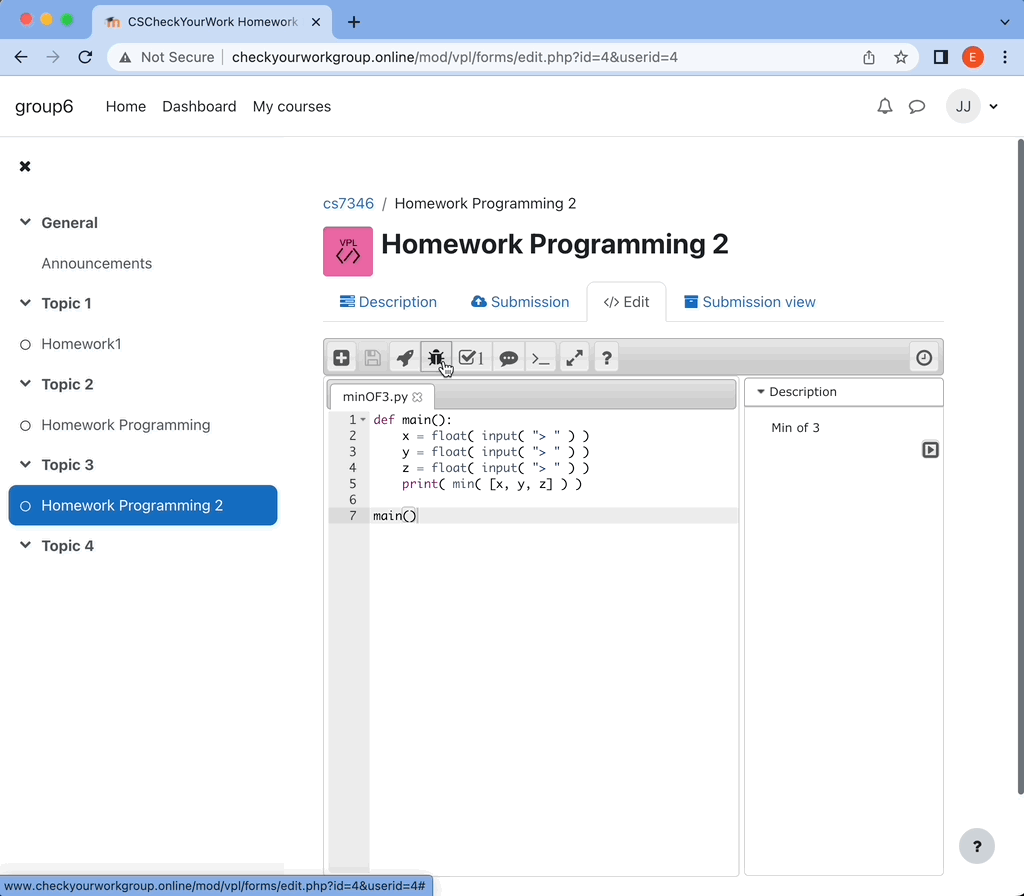 CSCheckYourWork Homework
Not Secure checkyourworkgroup.online/mod/vpl/forms/edit.php?id=4&userid=4
E
group6 Home Dashboard My courses JJ
General
Announcements
Topic 1
Homework1
Topic 2
Homework Programming
Topic 3
Homework Programming 2
Topic 4
cs7346 / Homework Programming 2
VPL
</>
Homework Programming 2
Description Submission </> Edit Submission view
1 >_ ?
minOF3.py
1 def main():
2     x = float( input( "> " ) )
3     y = float( input( "> " ) )
4     z = float( input( "> " ) )
5     print( min( [x, y, z] ) )
6
7 main()
Description
Min of 3
?
www.checkyourworkgroup.online/mod/vpl/forms/edit.php?id=4&userid=4#